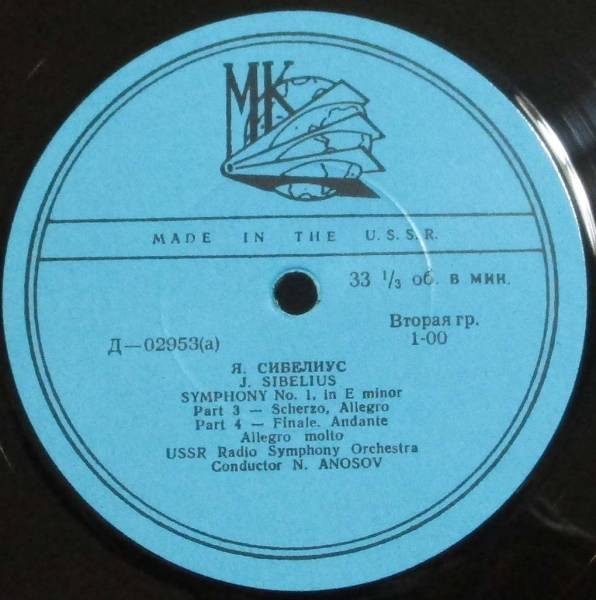 МК
MADE IN THE U.S.S.R.
33 1/3 об. в мин.
Вторая гр.
Д—02953(а)
1-00
Я. СИБЕЛИУС
J. SIBELIUS
SYMPHONY No. 1, in E minor
Part 3 — Scherzo, Allegro
Part 4 — Finale. Andante
Allegro molto
USSR Radio Symphony Orchestra
Conductor N. ANOSOV